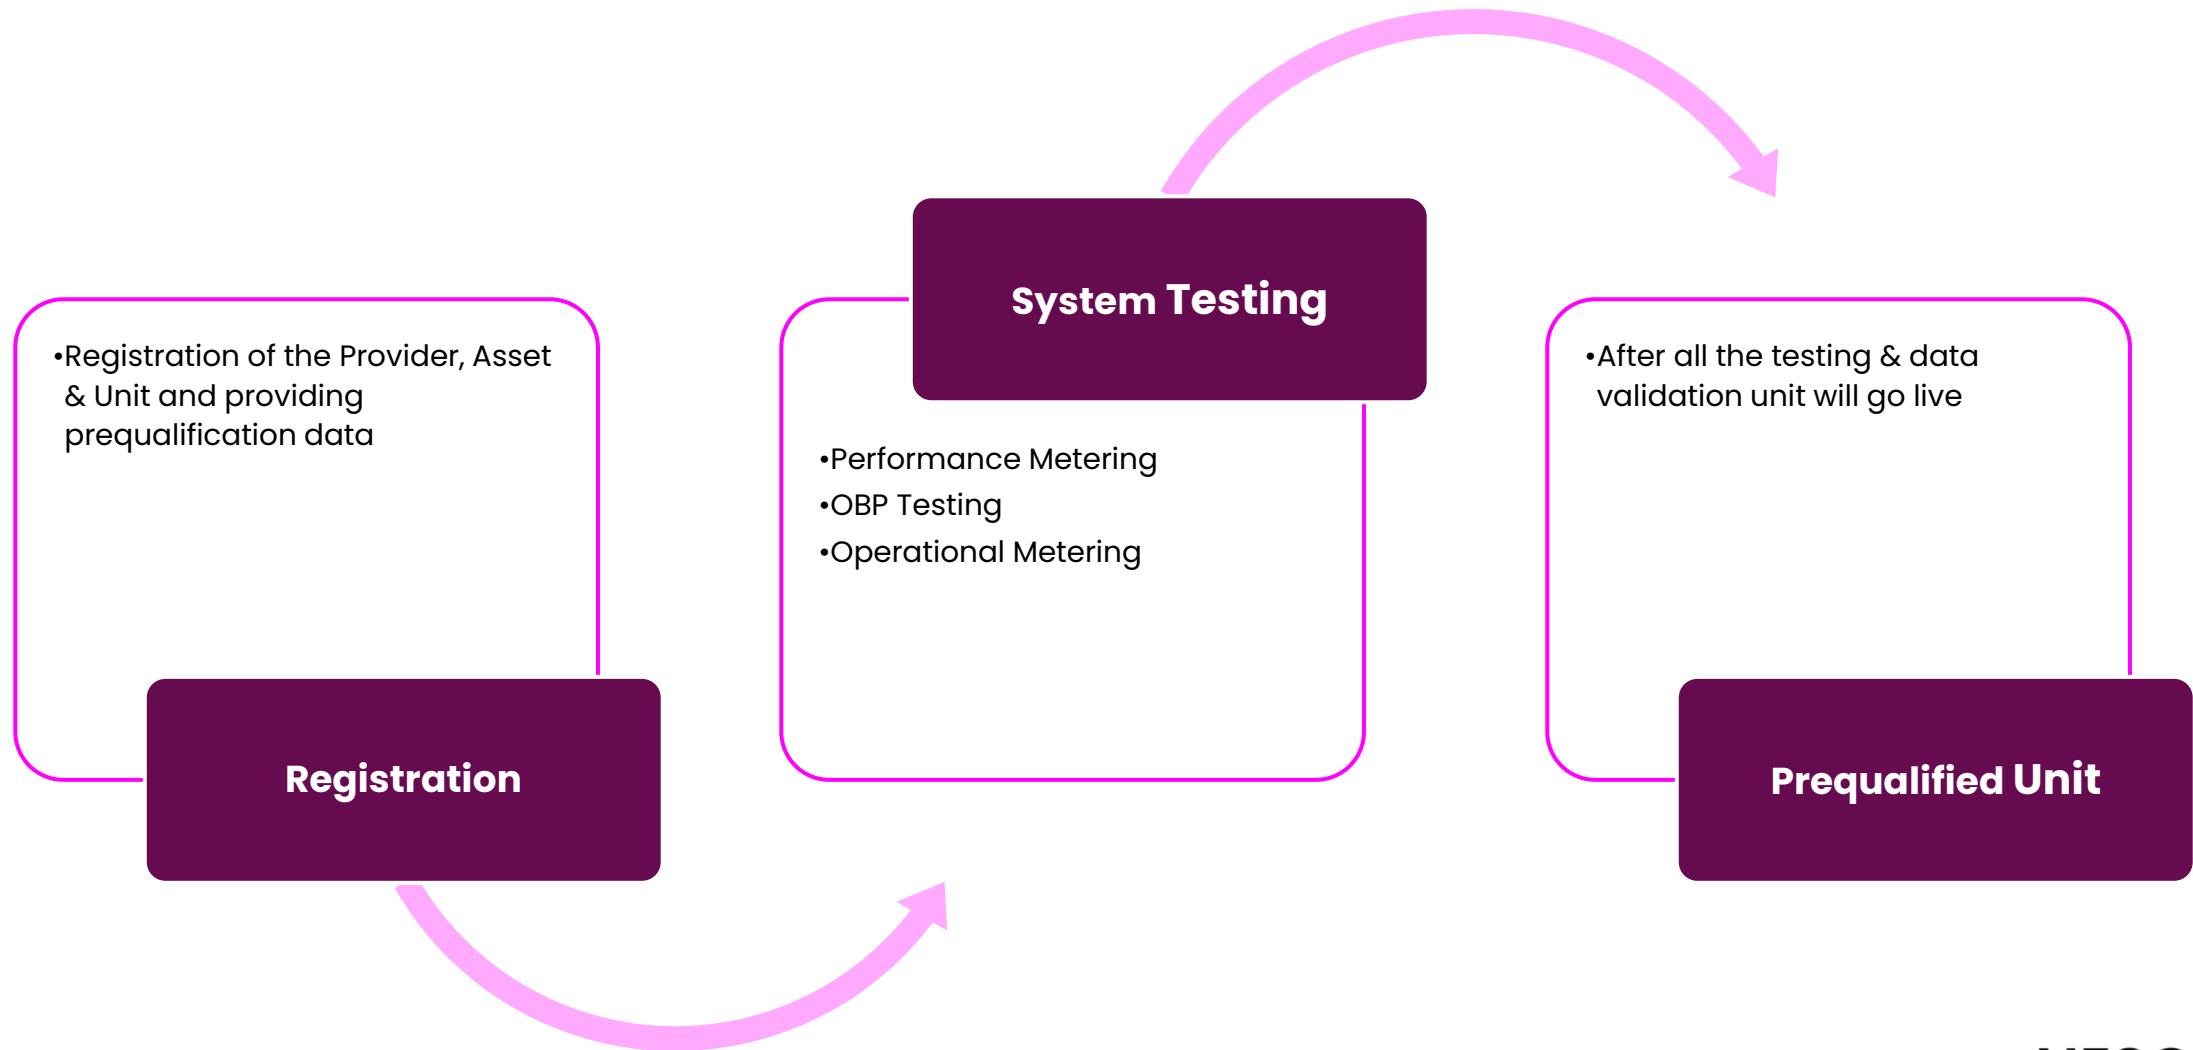 •Registration of the Provider, Asset
& Unit and providing
prequalification data
Registration
System Testing
•Performance Metering
•OBP Testing
•Operational Metering
•After all the testing & data
validation unit will go live
Prequalified Unit